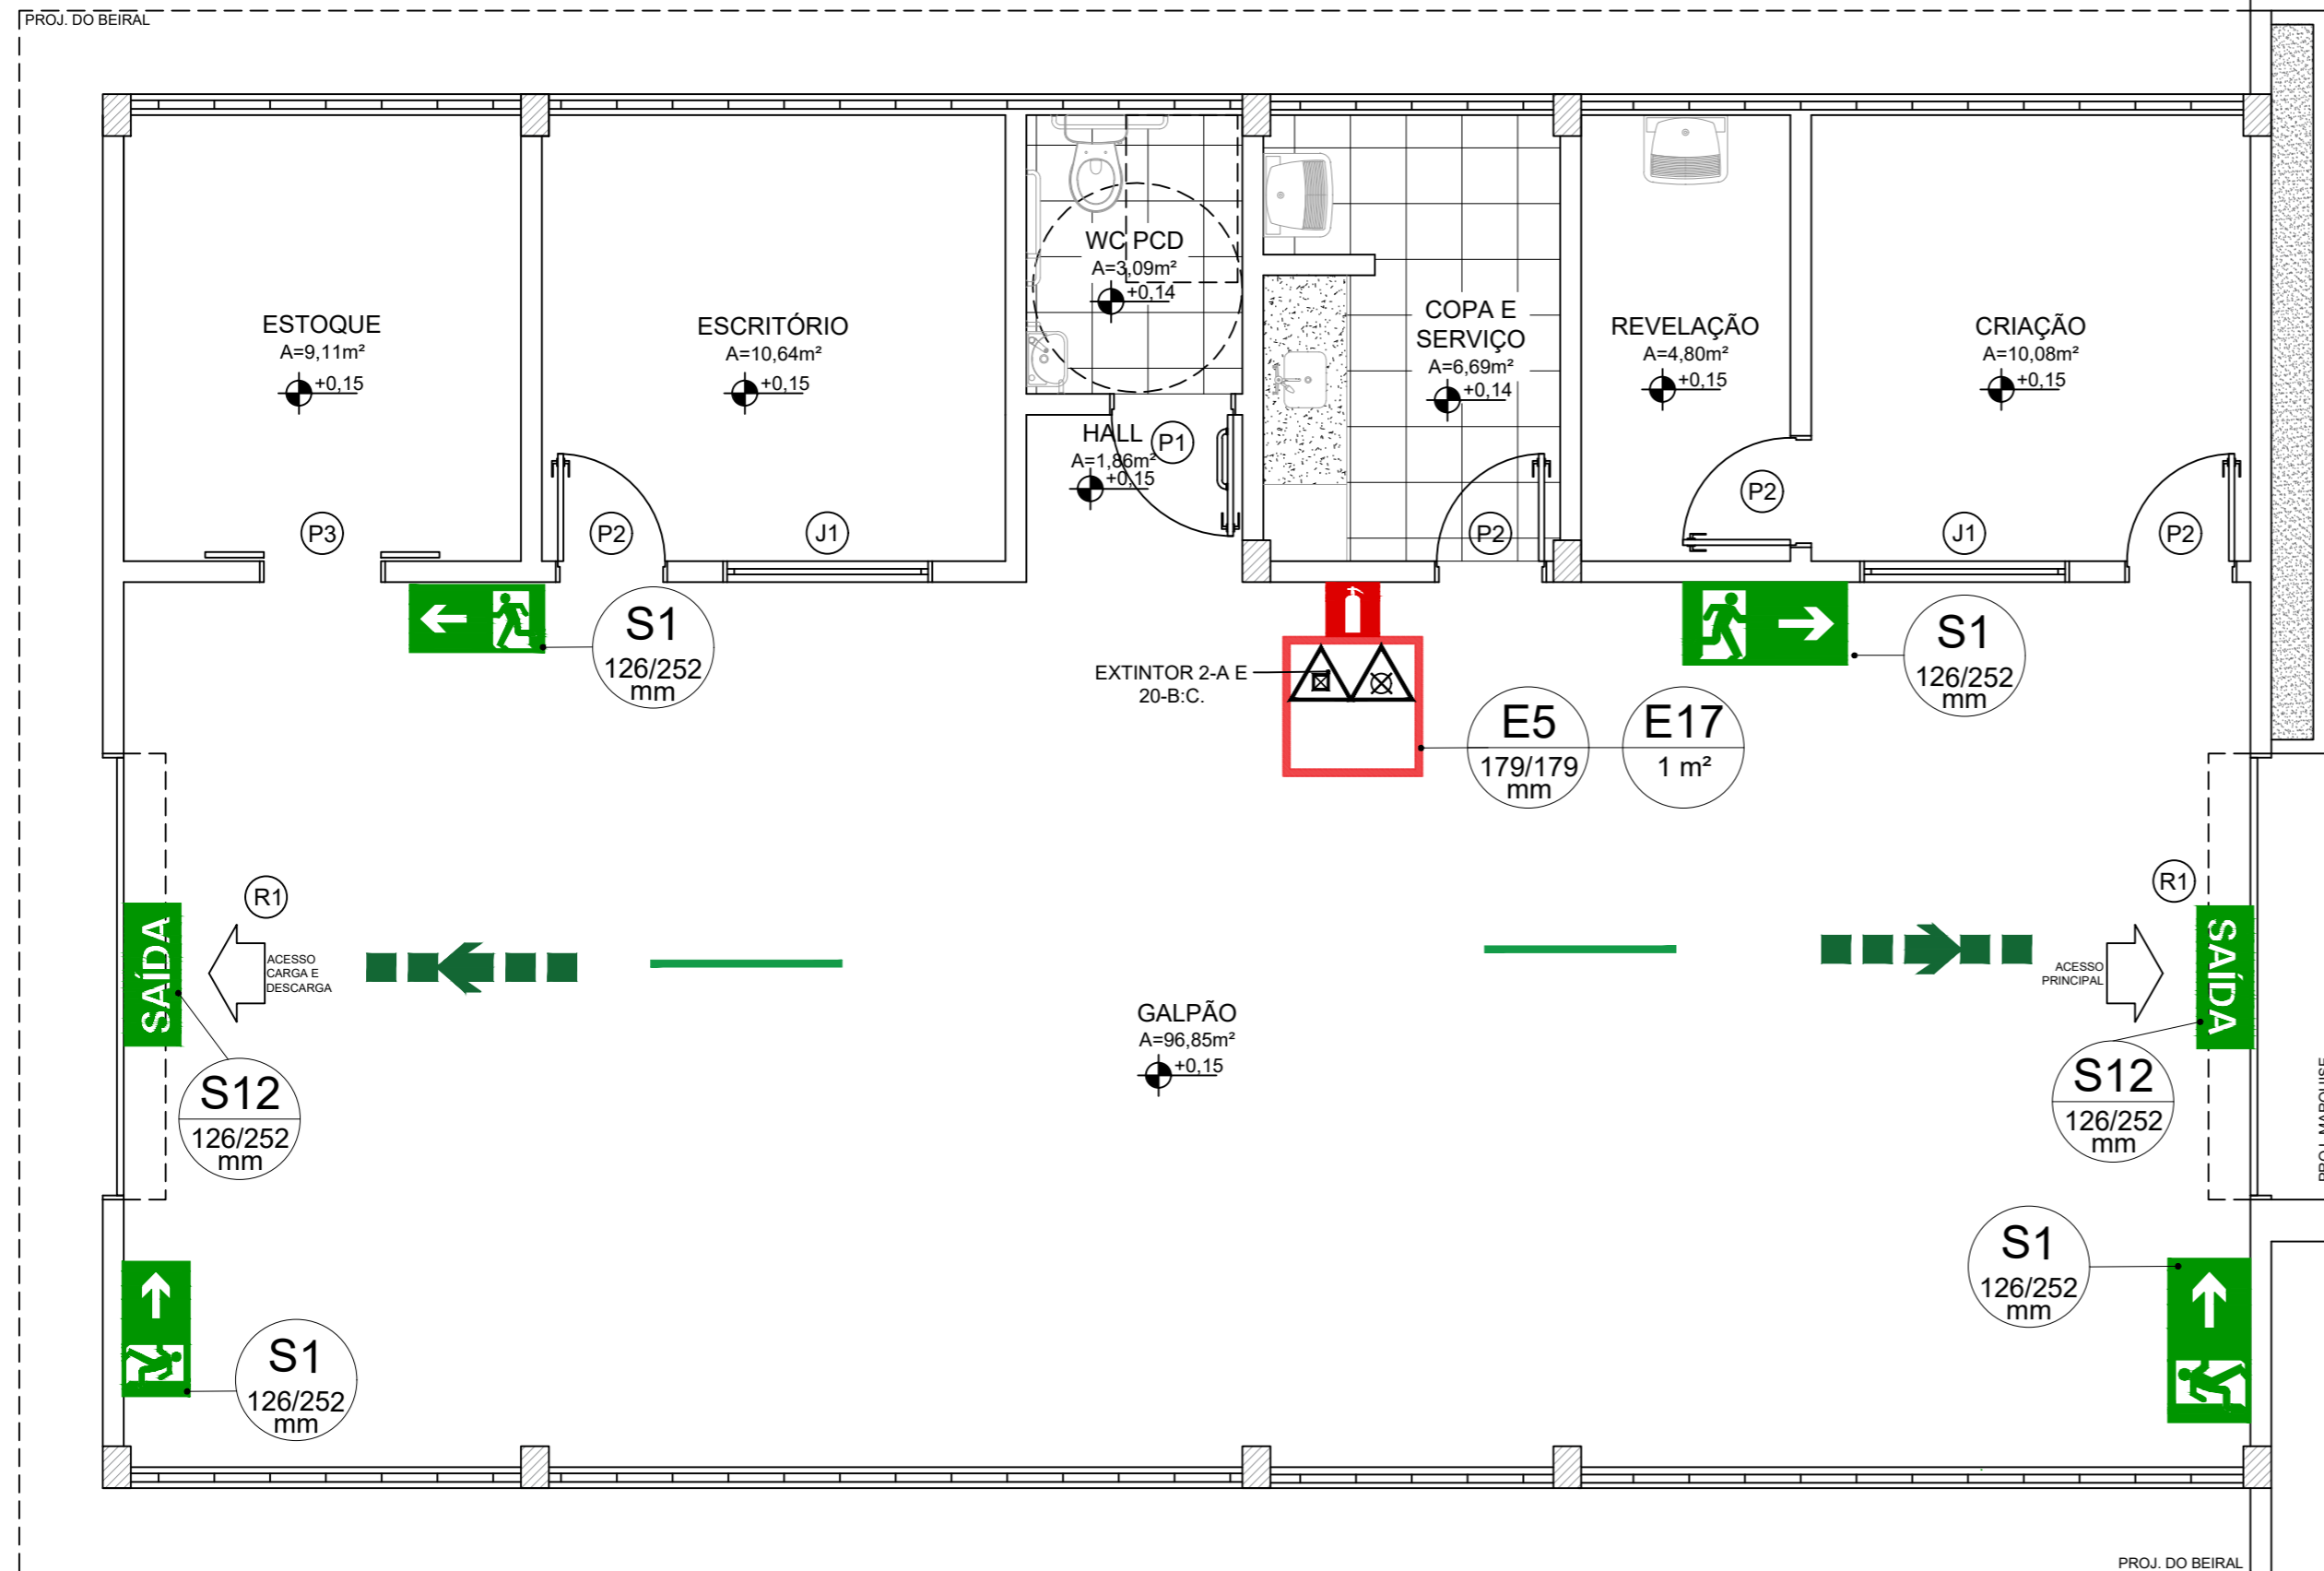 PROJ. DO BEIRAL
ESTOQUE
A=9,11m²
+0,15
ESCRITÓRIO
A=10,64m²
+0,15
WC PCD
A=3,09m²
+0,14
COPA E
SERVIÇO
A=6,69m²
+0,14
REVELAÇÃO
A=4,80m²
+0,15
CRIAÇÃO
A=10,08m²
+0,15
HALL
A=1,86m²
+0,15
P1
P3
P2
J1
P2
P2
J1
P2
S1
126/252
mm
EXTINTOR 2-A E
20-B:C.
E5
179/179
mm
E17
1 m²
S1
126/252
mm
R1
SAÍDA
ACESSO
CARGA E
DESCARGA
R1
ACESSO
PRINCIPAL
SAÍDA
GALPÃO
A=96,85m²
+0,15
S12
126/252
mm
S12
126/252
mm
PROJ. MARQUISE
S1
126/252
mm
S1
126/252
mm
PROJ. DO BEIRAL